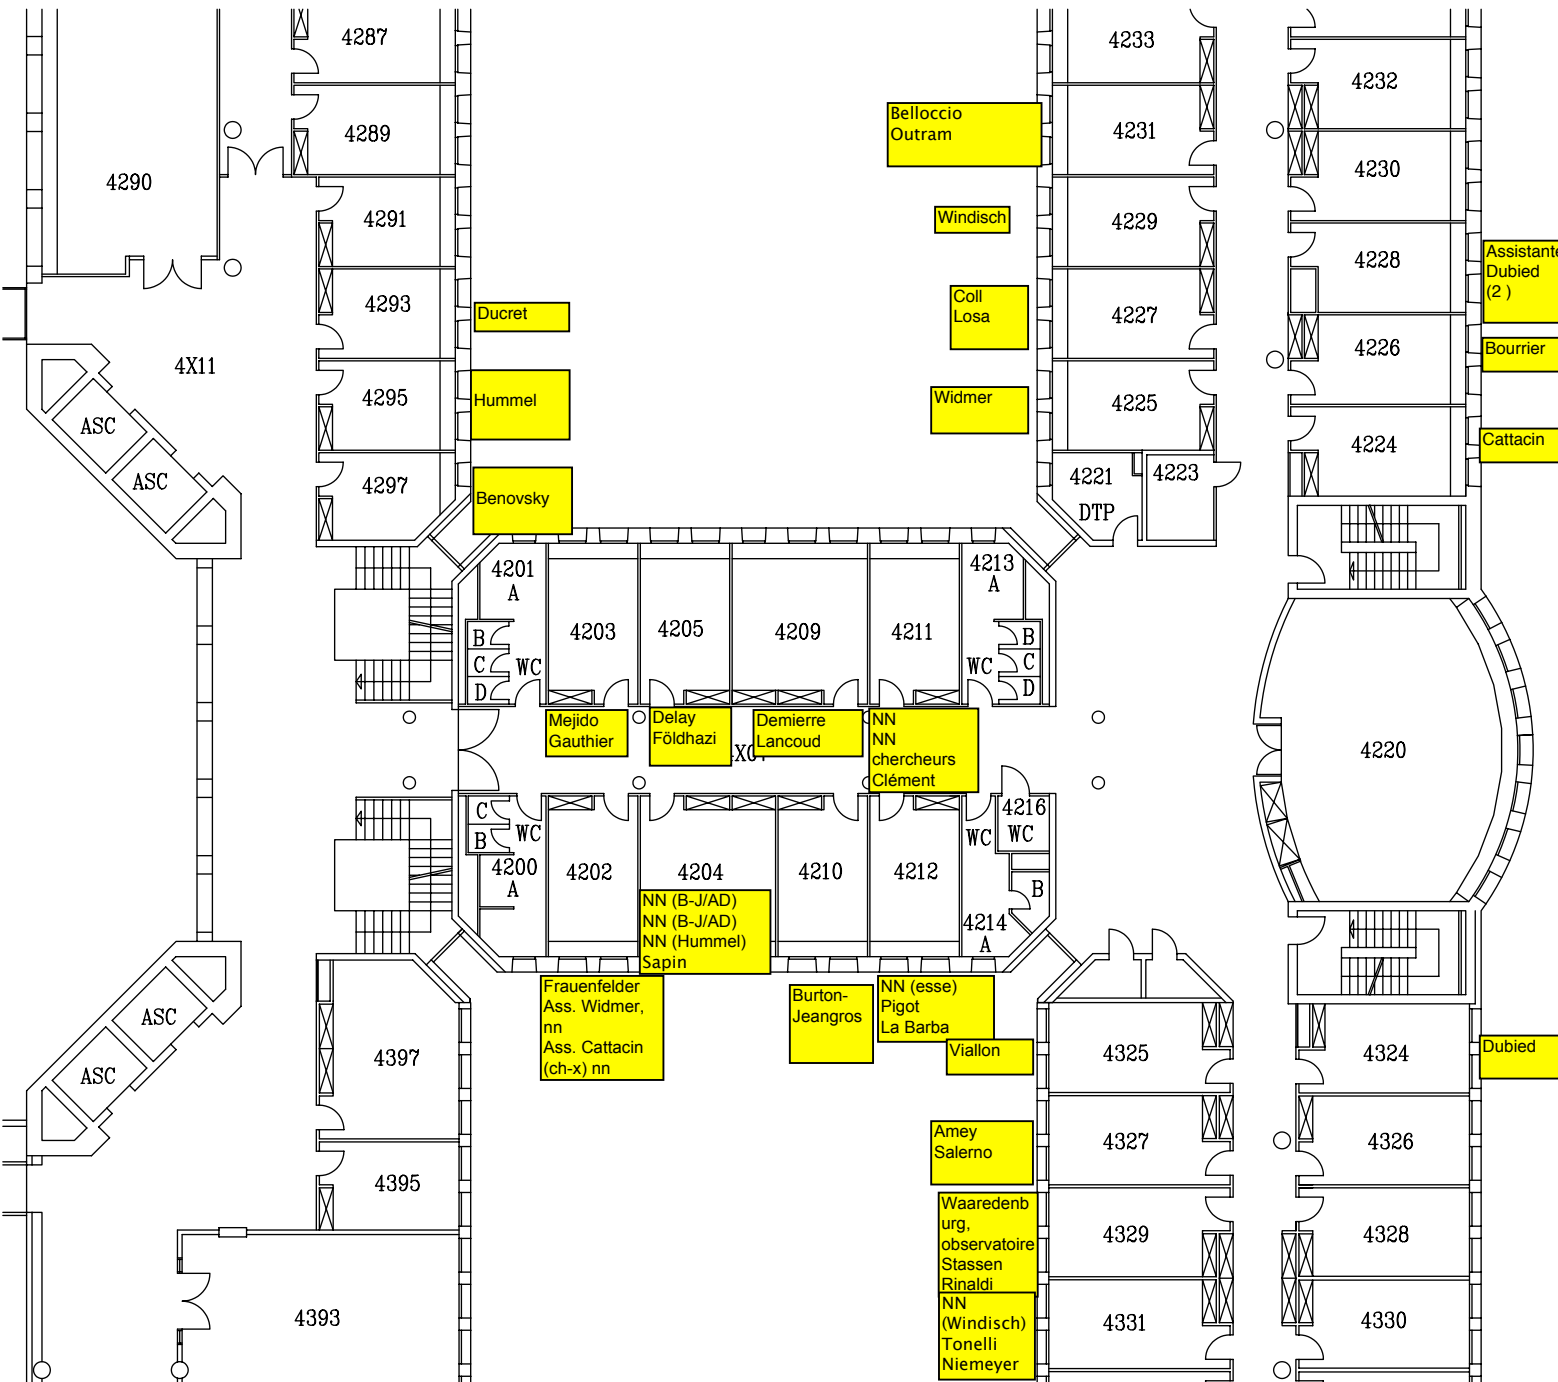 4287
4233
4232
4289
Belloccio
Outram
4231
4290
4230
4291
Windisch
4229
4228
Assistante
Dubied
(2 )
4293
Ducret
Coll
Losa
4227
4226
Bourrier
4X11
4295
Hummel
Widmer
4225
ASC
4224
Cattacin
ASC
4297
Benovsky
4221
DTP
4223
4201
A
4213
A
4203
4205
4209
4211
B
C
D
WC
WC
B
C
D
Mejido
Gauthier
Delay
Földhazi
Demierre
Lancoud
NN
NN
chercheurs
Clément
4220
C
B
WC
4216
WC
WC
4200
A
4202
4204
4210
4212
B
4214
A
NN (B-J/AD)
NN (B-J/AD)
NN (Hummel)
Sapin
Frauenfelder
Ass. Widmer,
nn
Ass. Cattacin
(ch-x) nn
Burton-
Jeangros
NN (esse)
Pigot
La Barba
Viallon
ASC
ASC
4397
4325
4324
Dubied
Amey
Salerno
4327
4326
4395
Waaredenb
urg,
observatoire
Stassen
Rinaldi
4329
4328
NN
(Windisch)
Tonelli
Niemeyer
4393
4331
4330